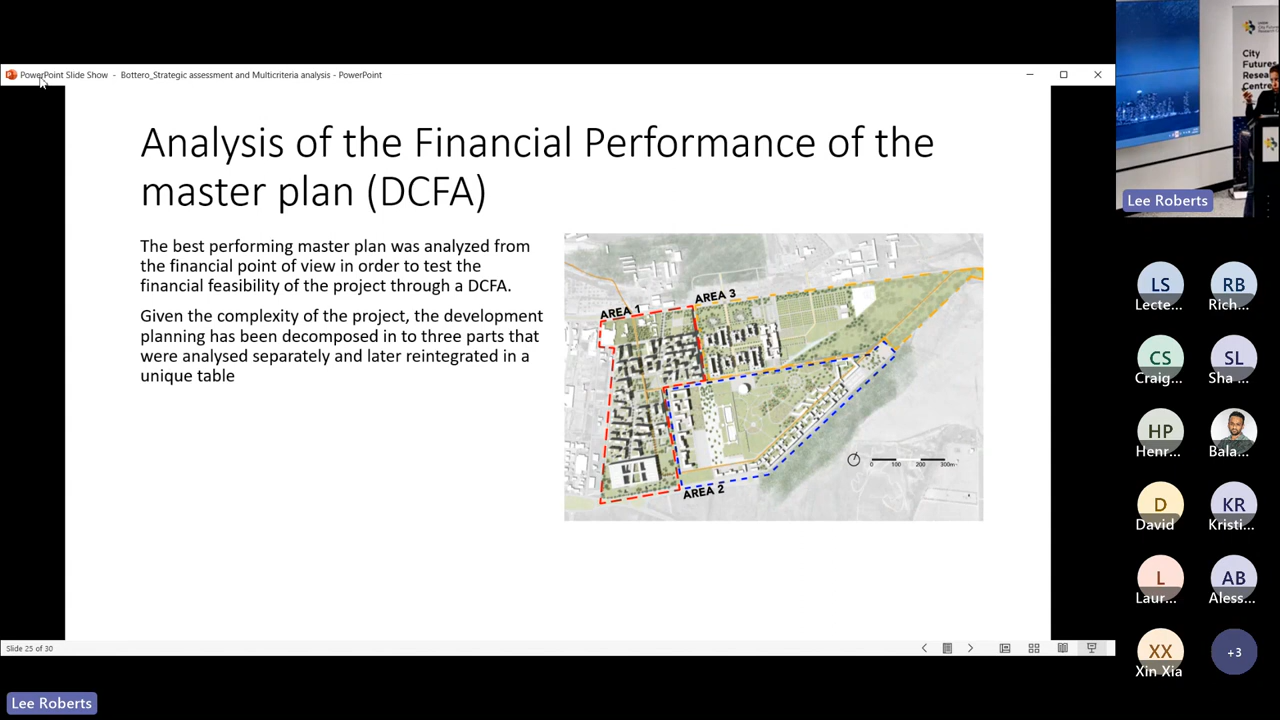 PowerPoint Slide Show - Bottero_Strategic assessment and Multicriteria analysis - PowerPoint
Analysis of the Financial Performance of the
master plan (DCFA)
The best performing master plan was analyzed from
the financial point of view in order to test the
financial feasibility of the project through a DCFA.
Given the complexity of the project, the development
planning has been decomposed in to three parts that
were analysed separately and later reintegrated in a
unique table
AREA 1
AREA 3
AREA 2
0 100 200 300m
Slide 25 of 30
Lee Roberts
City
Futures
Resea
Centre
Lee Roberts
LS RB
Lecte... Rich...
CS SL
Craig... Sha ...
HP
Henr... Bala...
D KR
David Kristi...
L AB
Laur... Aless...
XX +3
Xin Xia